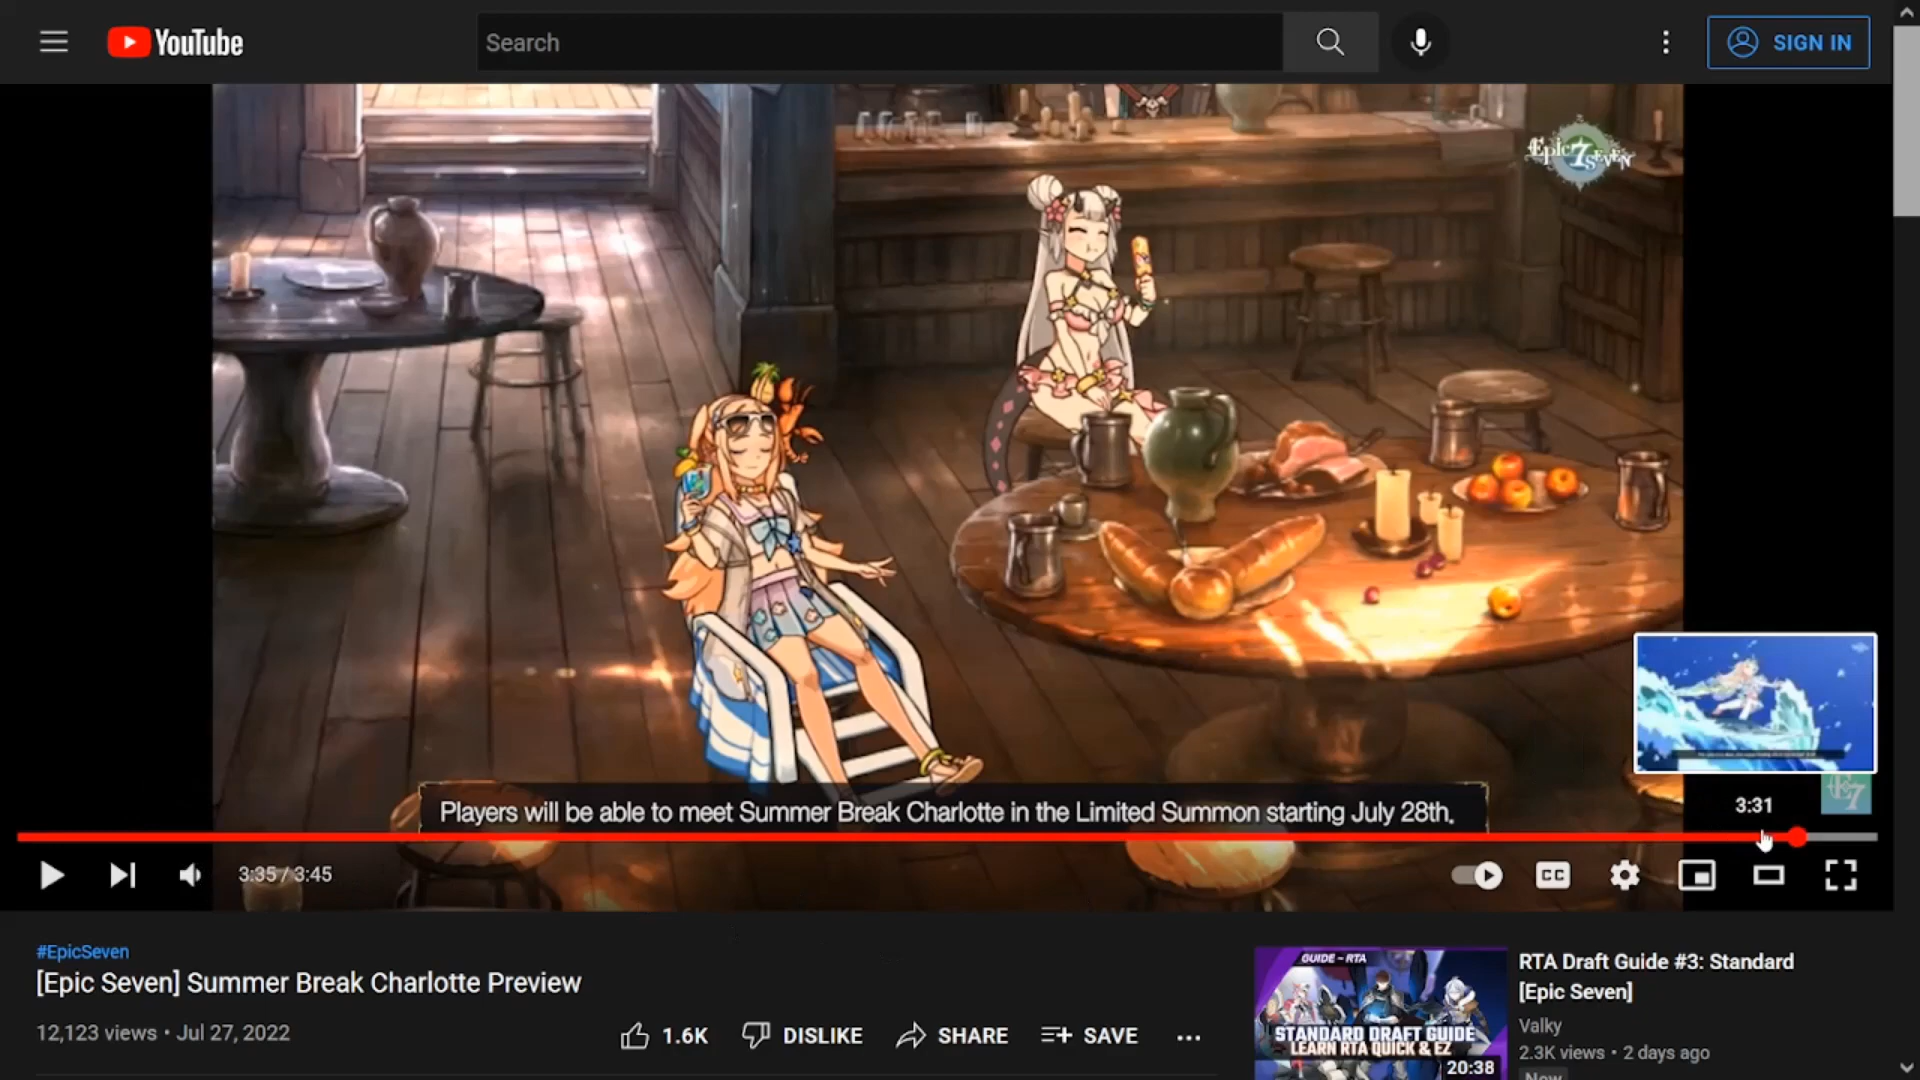 YouTube
Search
SIGN IN
Epic 7 SEVEN
Players will be able to meet Summer Break Charlotte in the Limited Summon starting July 28th.
3:31
E7
3:35 / 3:45
CC
#EpicSeven
[Epic Seven] Summer Break Charlotte Preview
12,123 views • Jul 27, 2022
1.6K
DISLIKE
SHARE
SAVE
GUIDE - RTA
STANDARD DRAFT GUIDE
LEARN RTA QUICK & EZ
20:38
RTA Draft Guide #3: Standard
[Epic Seven]
Valky
2.3K views • 2 days ago
New